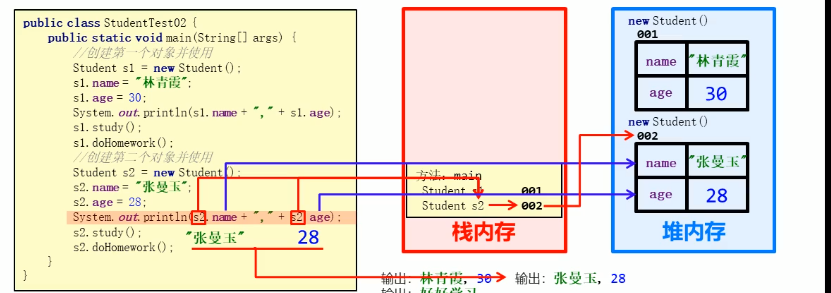 public class StudentTest02 {
public static void main(String[] args) {
//创建第一个对象并使用
Student s1 = new Student();
s1.name = "林青霞";
s1.age = 30;
System.out.println(s1.name + "," + s1.age);
s1.study();
s1.doHomework();
//创建第二个对象并使用
Student s2 = new Student();
s2.name = "张曼玉";
s2.age = 28;
System.out.println(s2.name + "," + s2.age);
s2.study();
s2.doHomework();
"张曼玉" 28
}
}
方法: main
Student s1 001
Student s2 002
栈内存
new Student()
001
name "林青霞"
age 30
new Student()
002
name "张曼玉"
age 28
堆内存
输出: 林青霞, 30 输出: 张曼玉, 28
输出: 好好学习